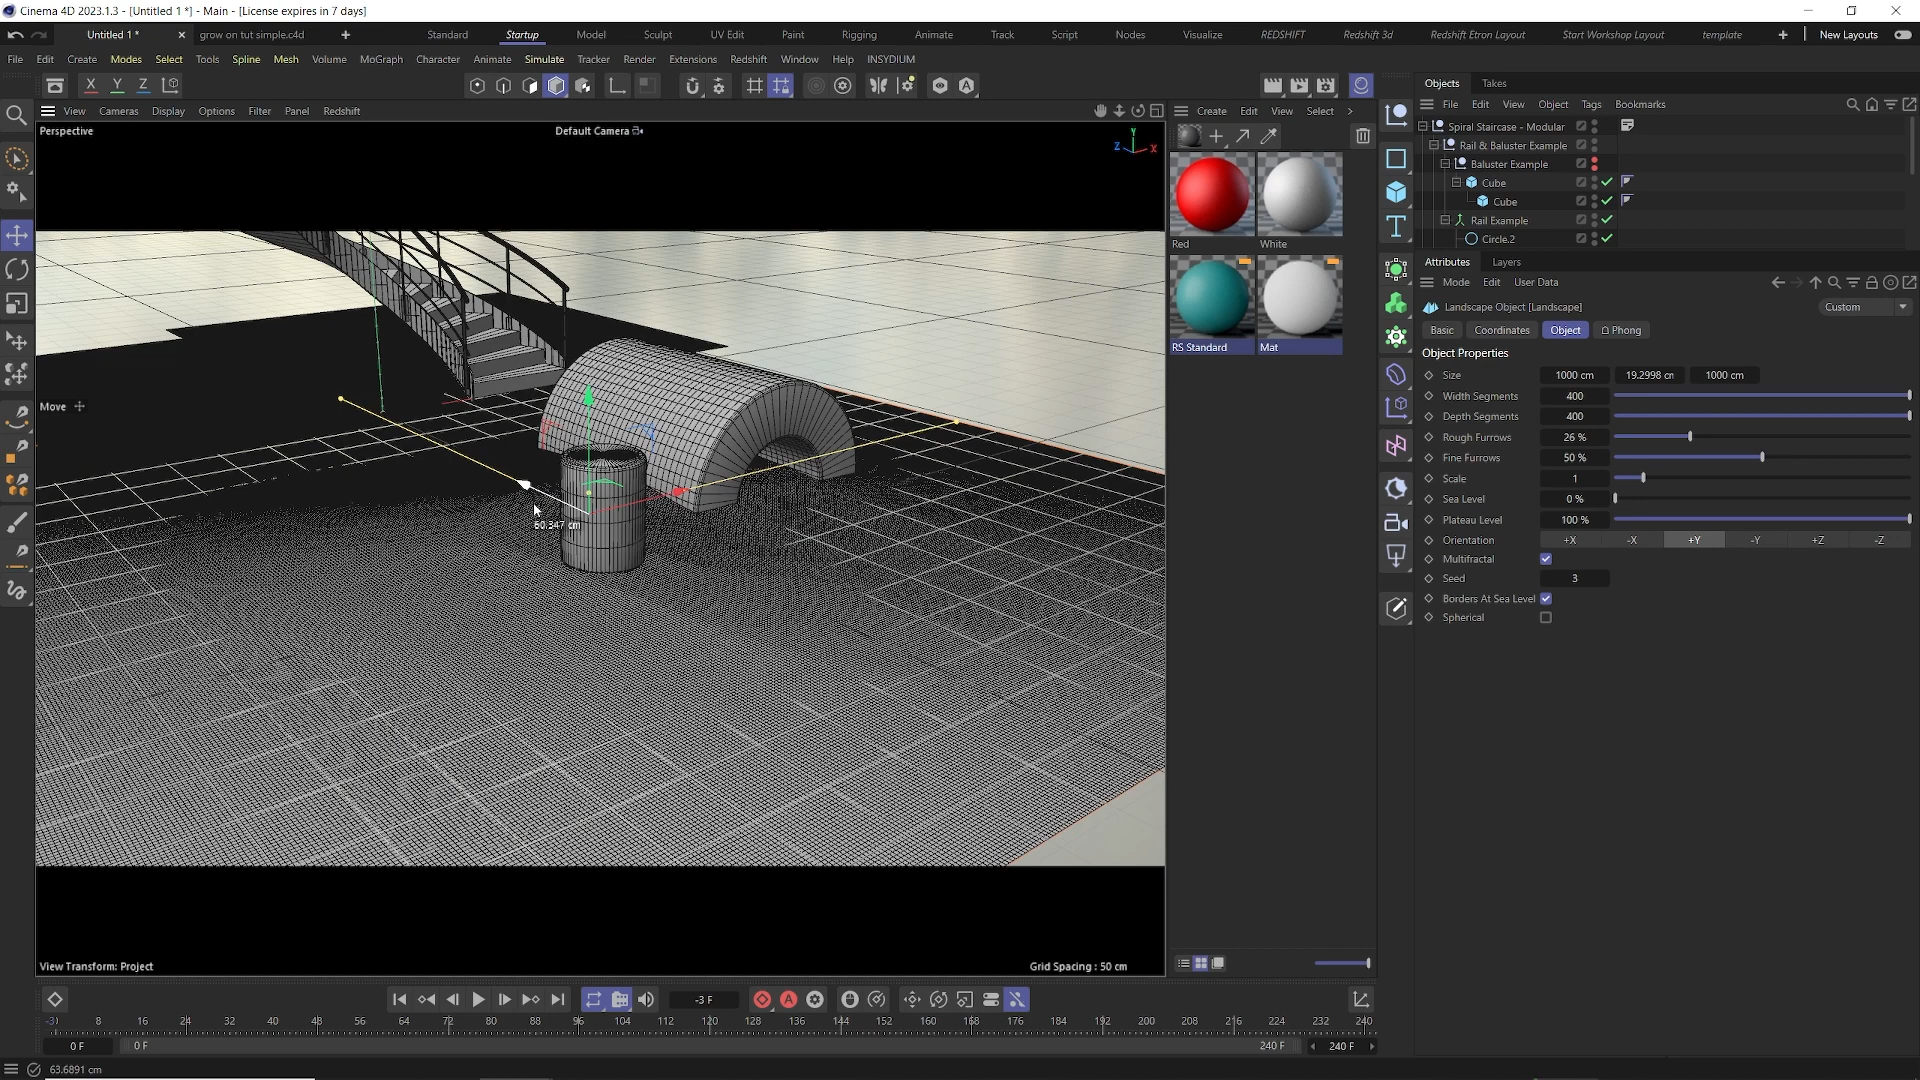 Cinema 4D 2023.1.3 - [Untitled 1 *] - Main - [License expires in 7 days]
Untitled 1 * × grow on tut simple.c4d + Standard Startup Model Sculpt UV Edit Paint Rigging Animate Track Script Nodes Visualize REDSHIFT Redshift 3d Redshift Etron Layout Start Workshop Layout template + New Layouts
File Edit Create Modes Select Tools Spline Mesh Volume MoGraph Character Animate Simulate Tracker Render Extensions Redshift Window Help INSYDIUM
X Y Z
View Cameras Display Options Filter Panel Redshift
Perspective
Default Camera
Y
Z
X
Move
60.347 cm
View Transform: Project
Grid Spacing : 50 cm
Create Edit View Select >
Red
White
RS Standard
Mat
Objects Takes
File Edit View Object Tags Bookmarks
Spiral Staircase - Modular
Rail & Baluster Example
Baluster Example
Cube
Cube
Rail Example
Circle.2
Attributes Layers
Mode Edit User Data
Landscape Object [Landscape]
Custom
Basic Coordinates Object Phong
Object Properties
Size 1000 cm 19.2998 cm 1000 cm
Width Segments 400
Depth Segments 400
Rough Furrows 26 %
Fine Furrows 50 %
Scale 1
Sea Level 0 %
Plateau Level 100 %
Orientation +X -X +Y -Y +Z -Z
Multifractal
Seed 3
Borders At Sea Level
Spherical
-3 F
8 16 24 32 40 48 56 64 72 80 88 96 104 112 120 128 136 144 152 160 168 176 184 192 200 208 216 224 232 240
0 F 0 F 240 F 240 F
63.6891 cm